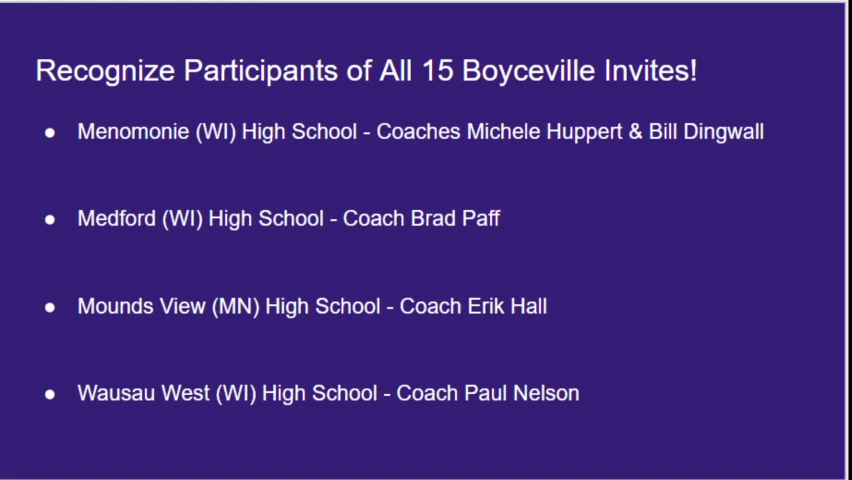 Recognize Participants of All 15 Boyceville Invites!
● Menomonie (WI) High School - Coaches Michele Huppert & Bill Dingwall
● Medford (WI) High School - Coach Brad Paff
● Mounds View (MN) High School - Coach Erik Hall
● Wausau West (WI) High School - Coach Paul Nelson